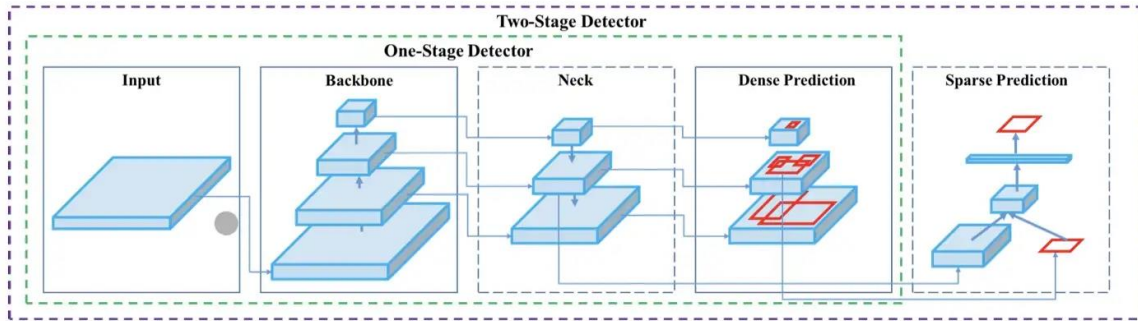 Two-Stage Detector
One-Stage Detector
Input
Backbone
Neck
Dense Prediction
Sparse Prediction